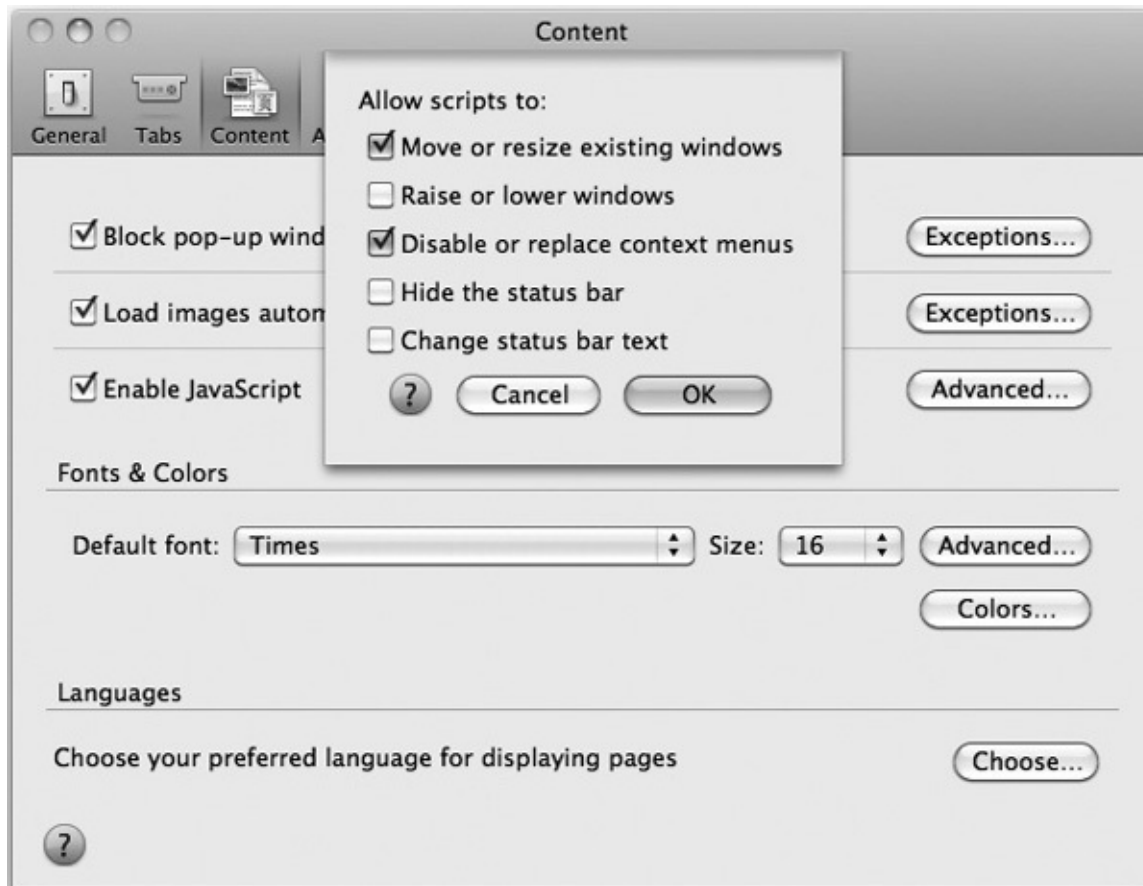 Content
General Tabs Content A
Allow scripts to:
Move or resize existing windows
Raise or lower windows
Disable or replace context menus
Hide the status bar
Change status bar text
? Cancel OK
Block pop-up wind
Exceptions...
Load images autom
Exceptions...
Enable JavaScript
Advanced...
Fonts & Colors
Default font: Times Size: 16 Advanced...
Colors...
Languages
Choose your preferred language for displaying pages Choose...
?